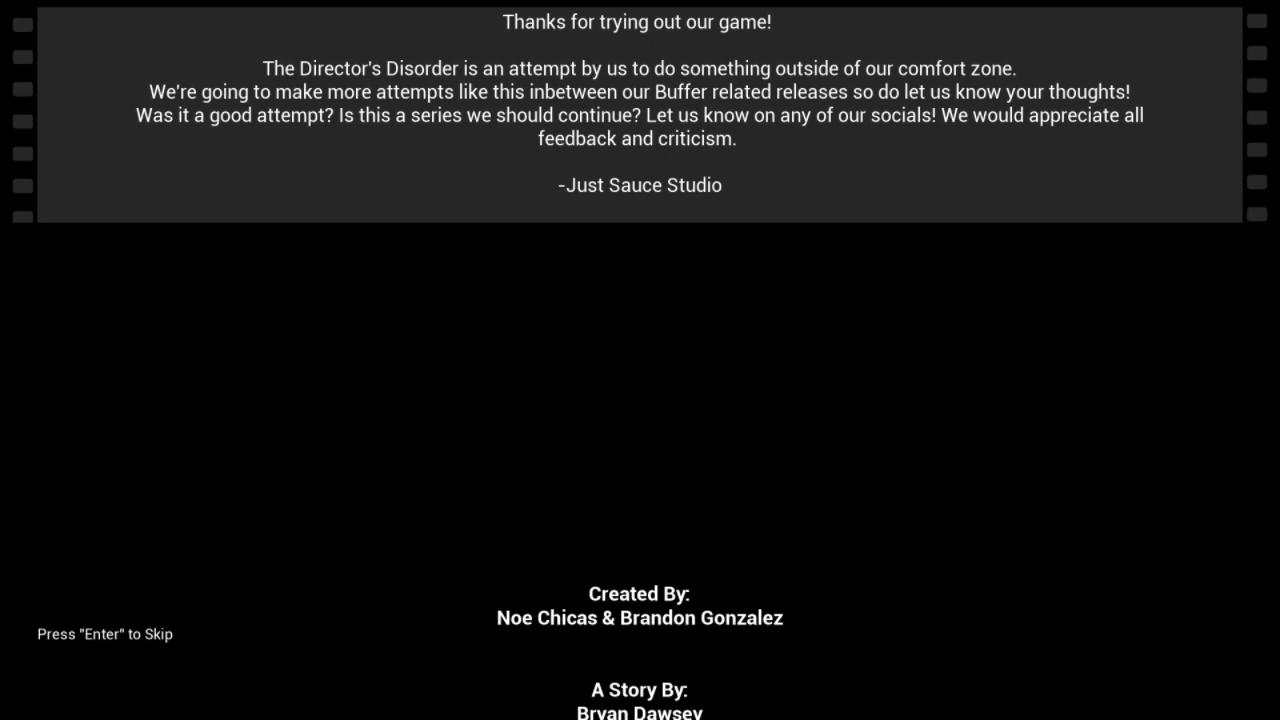 Thanks for trying out our game!
The Director's Disorder is an attempt by us to do something outside of our comfort zone.
We're going to make more attempts like this inbetween our Buffer related releases so do let us know your thoughts!
Was it a good attempt? Is this a series we should continue? Let us know on any of our socials! We would appreciate all
feedback and criticism.
-Just Sauce Studio
Created By:
Noe Chicas & Brandon Gonzalez
Press "Enter" to Skip
A Story By:
Bryan Dawsey